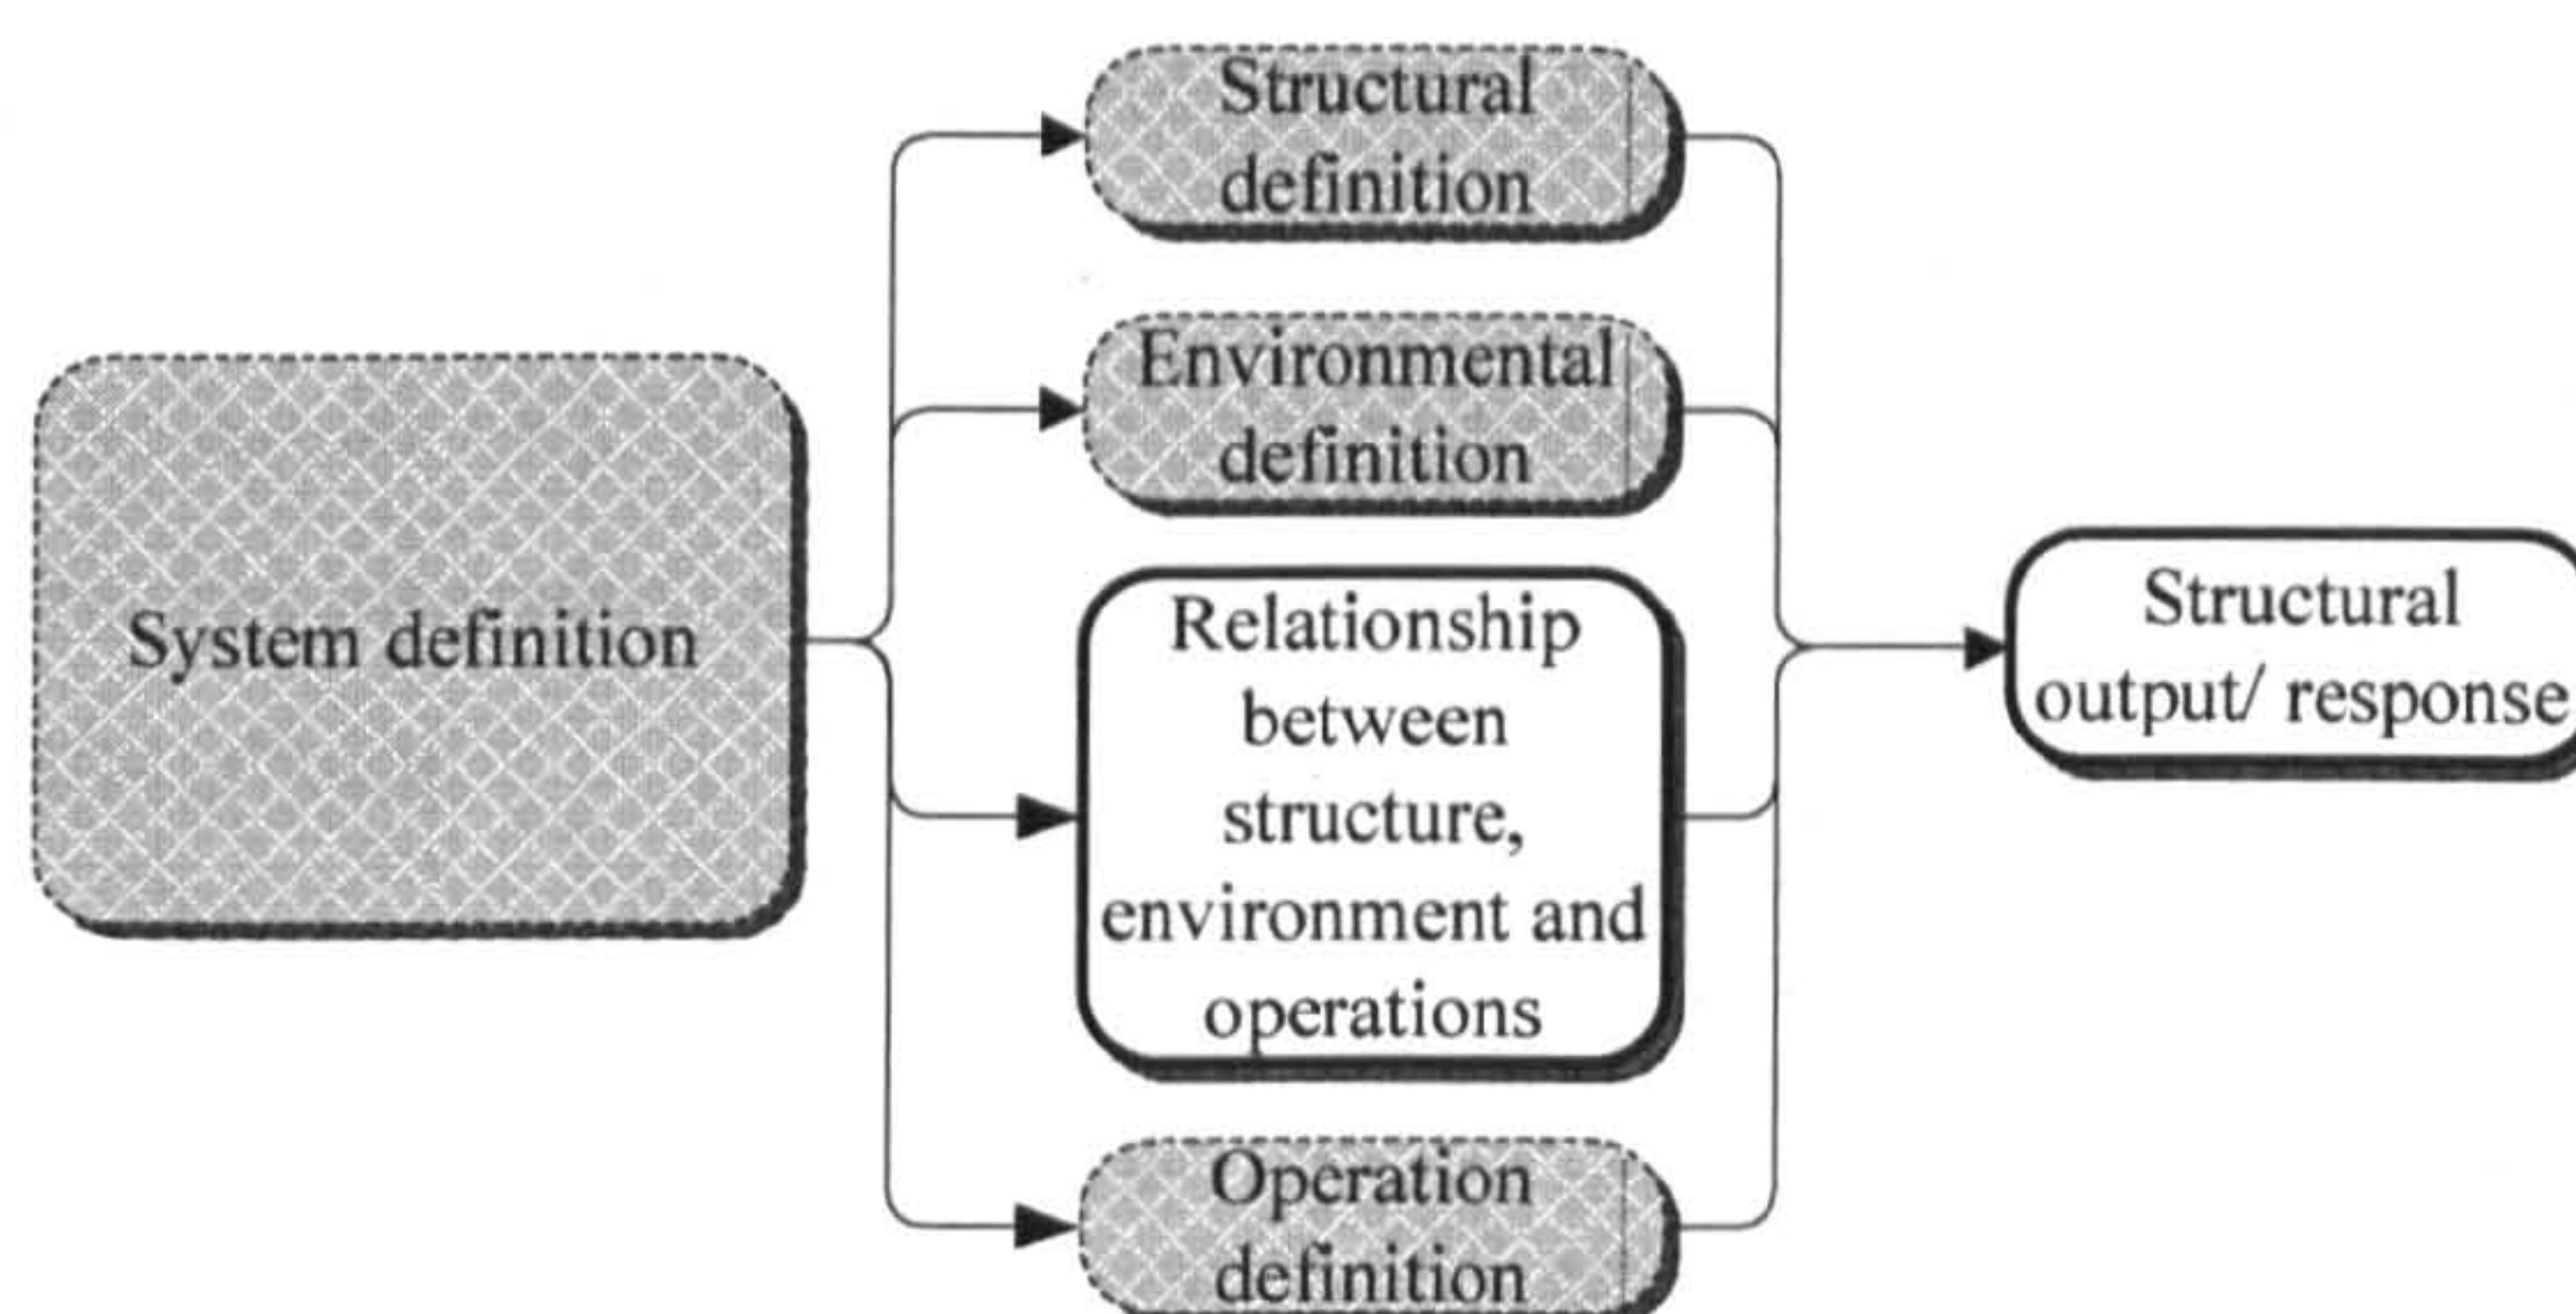 Structural
definition
Environmental
definition
System definition
Relationship
between
structure,
environment and
operations
Structural
output/ response
Operation
definition